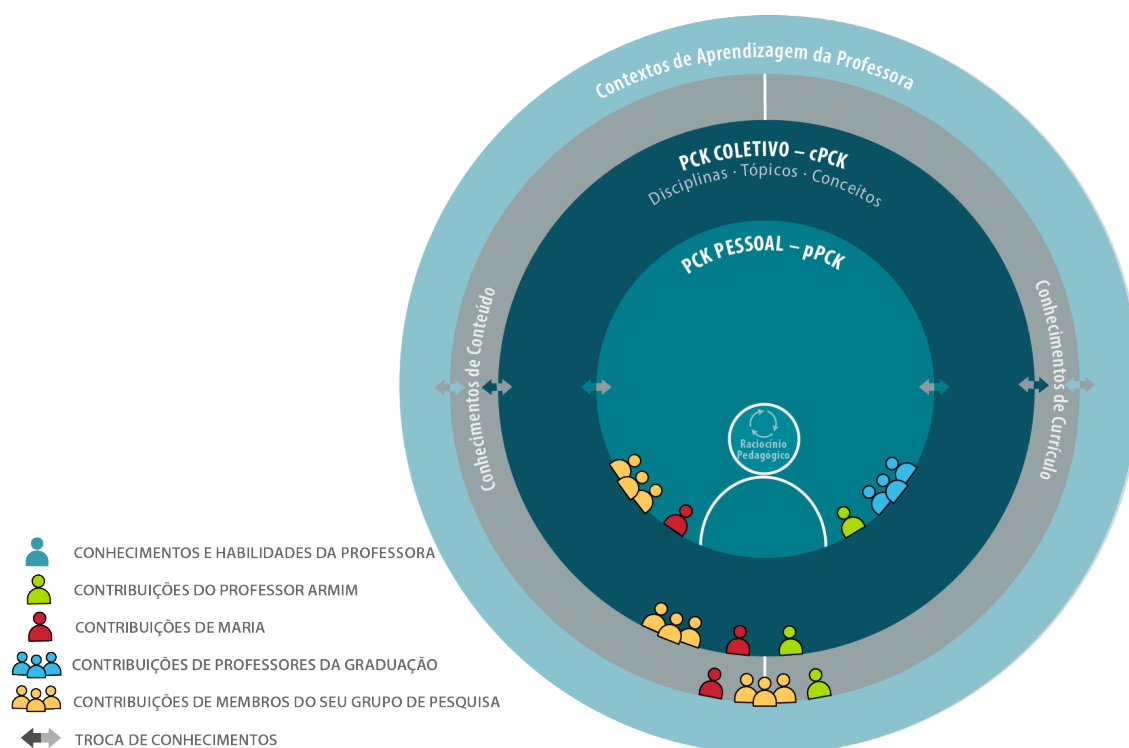 Contextos de Aprendizagem da Professora
PCK COLETIVO – cPCK
Disciplinas · Tópicos · Conceitos
PCK PESSOAL – pPCK
Conhecimentos de Conteúdo
Conhecimentos de Currículo
Raciocínio
Pedagógico
CONHECIMENTOS E HABILIDADES DA PROFESSORA
CONTRIBUIÇÕES DO PROFESSOR ARMIM
CONTRIBUIÇÕES DE MARIA
CONTRIBUIÇÕES DE PROFESSORES DA GRADUAÇÃO
CONTRIBUIÇÕES DE MEMBROS DO SEU GRUPO DE PESQUISA
TROCA DE CONHECIMENTOS